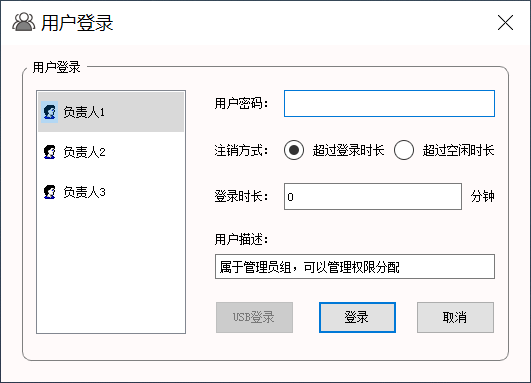 用户登录
用户登录
负责人1
负责人2
负责人3
用户密码：
注销方式： 超过登录时长 超过空闲时长
登录时长： 0 分钟
用户描述：
属于管理员组，可以管理权限分配
USB登录 登录 取消